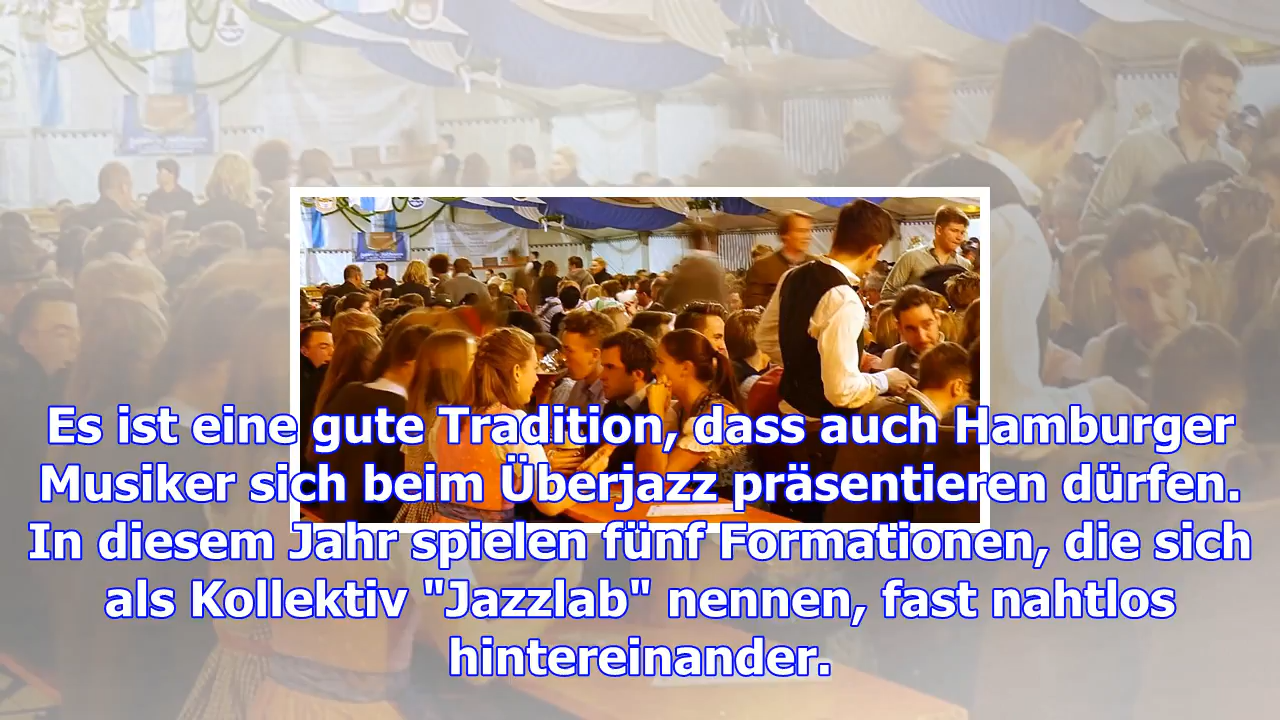 Es ist eine gute Tradition, dass auch Hamburger
Musiker sich beim Überjazz präsentieren dürfen.
In diesem Jahr spielen fünf Formationen, die sich
als Kollektiv "Jazzlab" nennen, fast nahtlos
hintereinander.